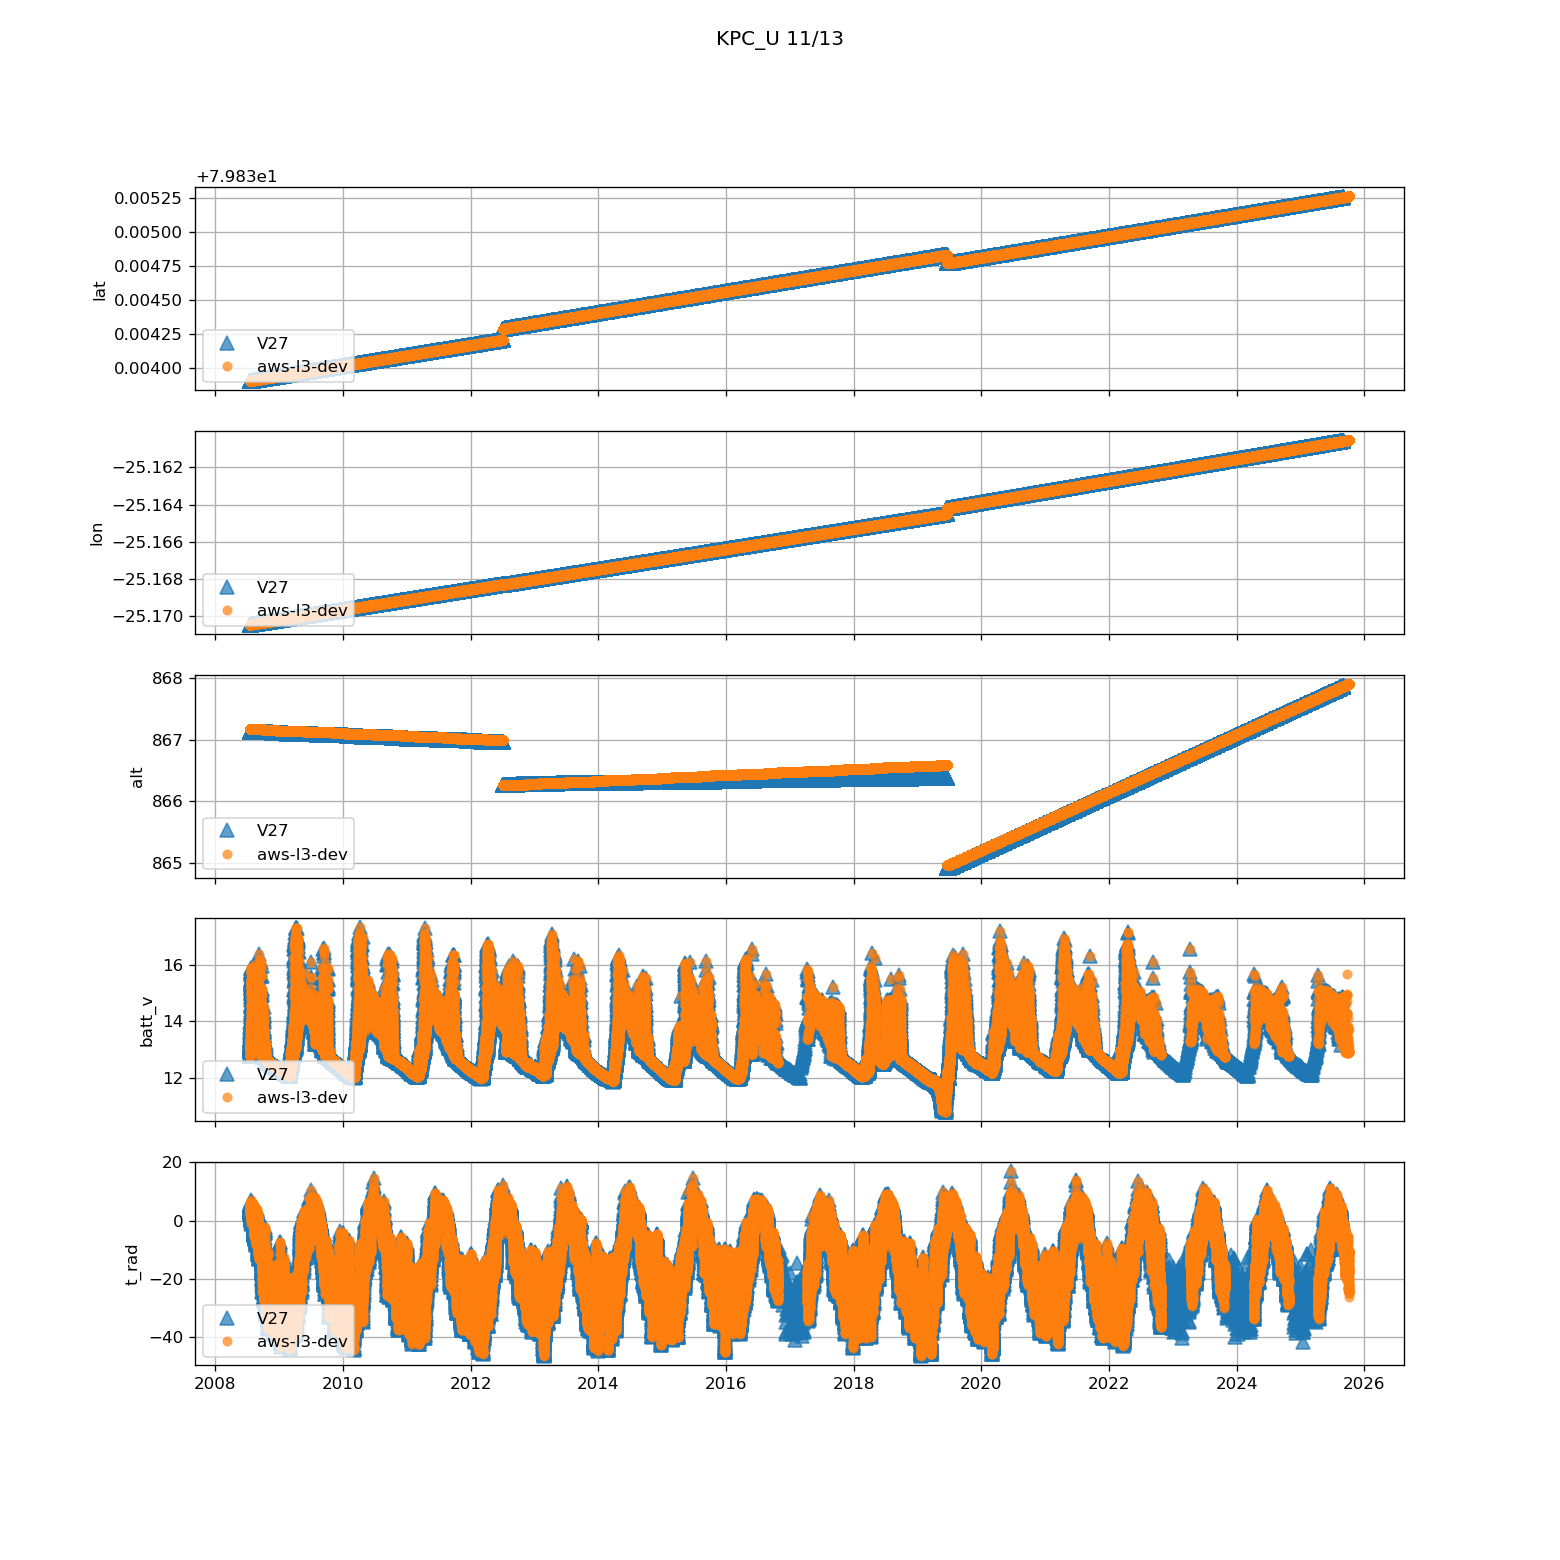 KPC_U 11/13
+7.983e1
0.00525
0.00500
0.00475
0.00450
0.00425
0.00400
lat
V27
aws-l3-dev
−25.162
−25.164
−25.166
−25.168
−25.170
lon
V27
aws-l3-dev
868
867
866
865
alt
V27
aws-l3-dev
16
14
12
batt_v
V27
aws-l3-dev
20
0
−20
−40
t_rad
V27
aws-l3-dev
2008 2010 2012 2014 2016 2018 2020 2022 2024 2026